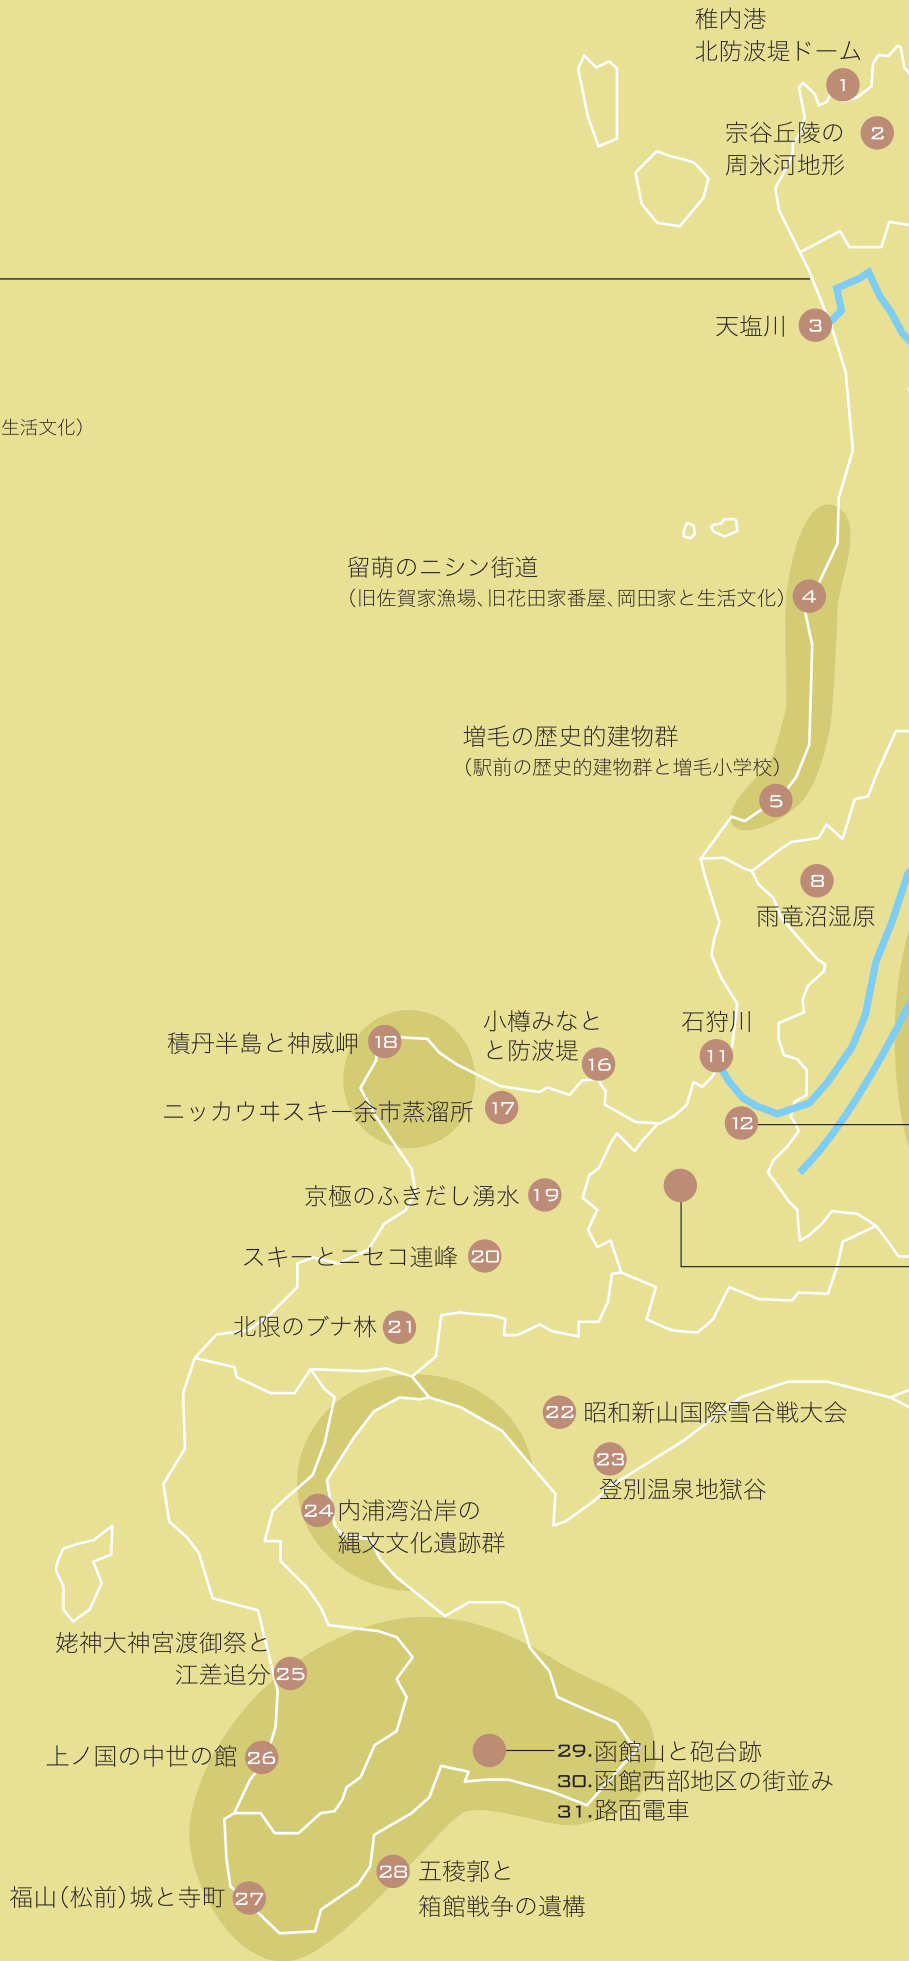 稚内港
北防波堤ドーム
1
宗谷丘陵の
周氷河地形
2
天塩川
3
生活文化）
留萌のニシン街道
（旧佐賀家漁場、旧花田家番屋、岡田家と生活文化）
4
増毛の歴史的建物群
（駅前の歴史的建物群と増毛小学校）
5
8
雨竜沼湿原
小樽みなと
と防波堤
16
石狩川
11
積丹半島と神威岬
18
ニッカウヰスキー余市蒸溜所
17
12
京極のふきだし湧水
19
スキーとニセコ連峰
20
北限のブナ林
21
22
昭和新山国際雪合戦大会
23
登別温泉地獄谷
24
内浦湾沿岸の
縄文文化遺跡群
姥神大神宮渡御祭と
江差追分
25
上ノ国の中世の館
26
29.函館山と砲台跡
30.函館西部地区の街並み
31.路面電車
28
五稜郭と
箱館戦争の遺構
福山（松前）城と寺町
27